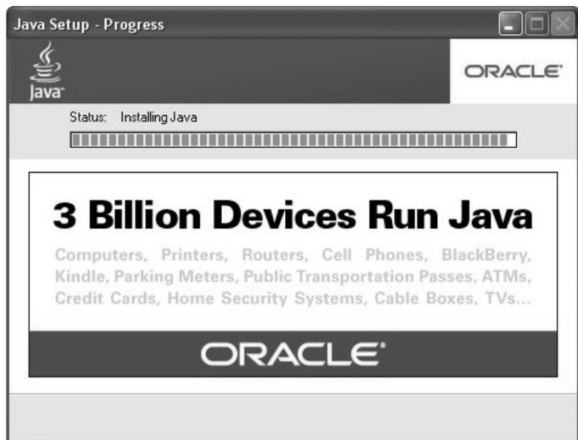 Java Setup - Progress
Java
ORACLE
Status: Installing Java
3 Billion Devices Run Java
Computers, Printers, Routers, Cell Phones, BlackBerry,
Kindle, Parking Meters, Public Transportation Passes, ATMs,
Credit Cards, Home Security Systems, Cable Boxes, TVs...
ORACLE